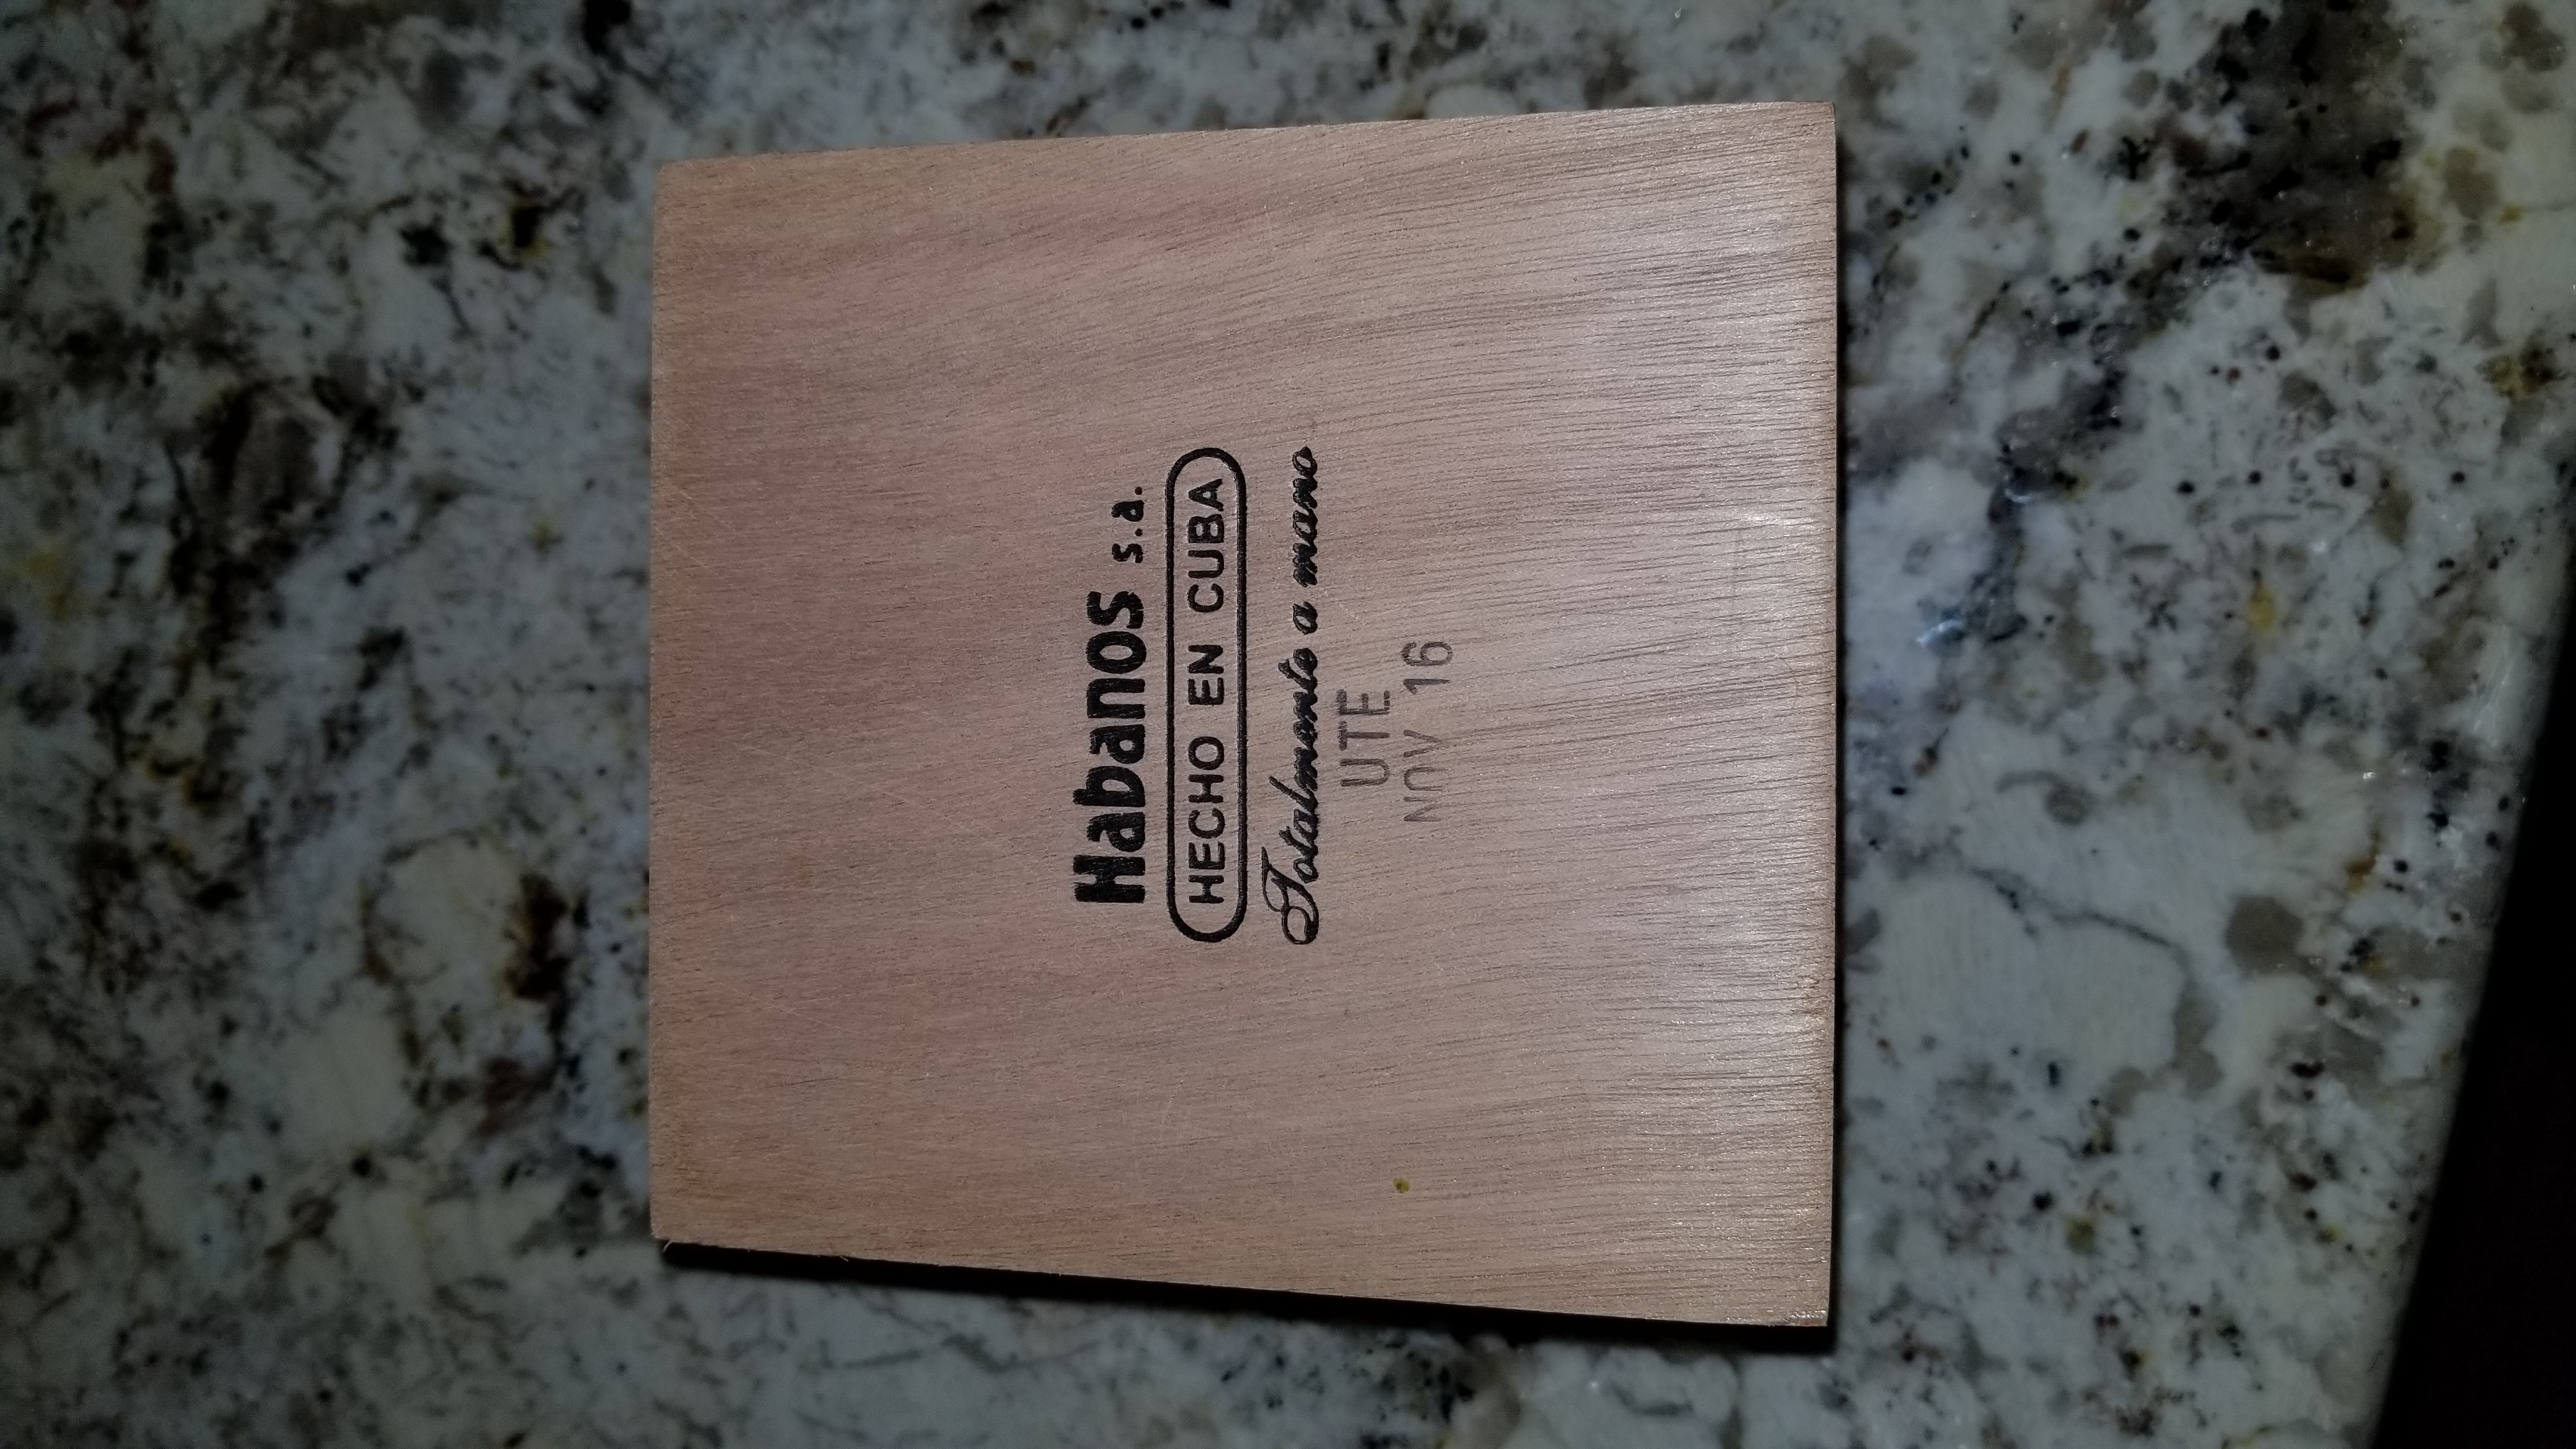 Habanos s.a.
HECHO EN CUBA
Totalmente a mano
UTE
NOV 16